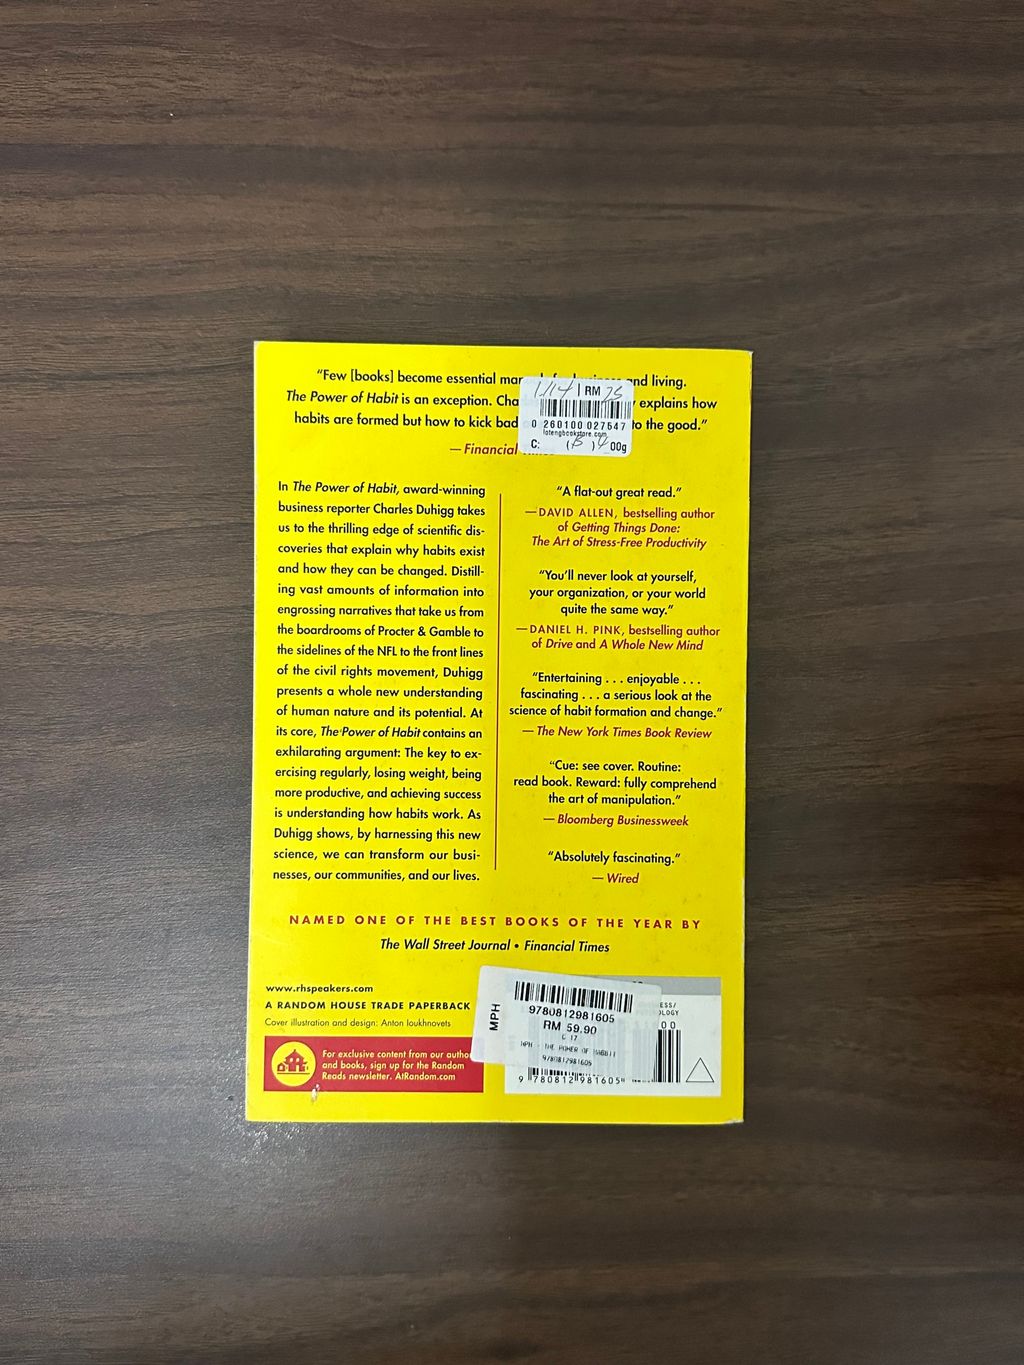 “Few [books] become essential man and living.
The Power of Habit is an exception. Cha explains how
habits are formed but how to kick bad to the good.”
— Financial
RM
0 260100 027547
lotengbookstore.com
C: 00g
In The Power of Habit, award-winning
business reporter Charles Duhigg takes
us to the thrilling edge of scientific dis-
coveries that explain why habits exist
and how they can be changed. Distill-
ing vast amounts of information into
engrossing narratives that take us from
the boardrooms of Procter & Gamble to
the sidelines of the NFL to the front lines
of the civil rights movement, Duhigg
presents a whole new understanding
of human nature and its potential. At
its core, The Power of Habit contains an
exhilarating argument: The key to ex-
ercising regularly, losing weight, being
more productive, and achieving success
is understanding how habits work. As
Duhigg shows, by harnessing this new
science, we can transform our busi-
nesses, our communities, and our lives.
“A flat-out great read.”
—DAVID ALLEN, bestselling author
of Getting Things Done:
The Art of Stress-Free Productivity
“You’ll never look at yourself,
your organization, or your world
quite the same way.”
—DANIEL H. PINK, bestselling author
of Drive and A Whole New Mind
“Entertaining . . . enjoyable . . .
fascinating . . . a serious look at the
science of habit formation and change.”
— The New York Times Book Review
“Cue: see cover. Routine:
read book. Reward: fully comprehend
the art of manipulation.”
— Bloomberg Businessweek
“Absolutely fascinating.”
— Wired
NAMED ONE OF THE BEST BOOKS OF THE YEAR BY
The Wall Street Journal • Financial Times
www.rhspeakers.com
A RANDOM HOUSE TRADE PAPERBACK
Cover illustration and design: Anton Ioukhnovets
For exclusive content from our autho
and books, sign up for the Random
Reads newsletter. AtRandom.com
MPH
9780812981605
RM 59.90
C 17
MPH - THE POWER OF HABBIT
9780812981605
9 780812 981605